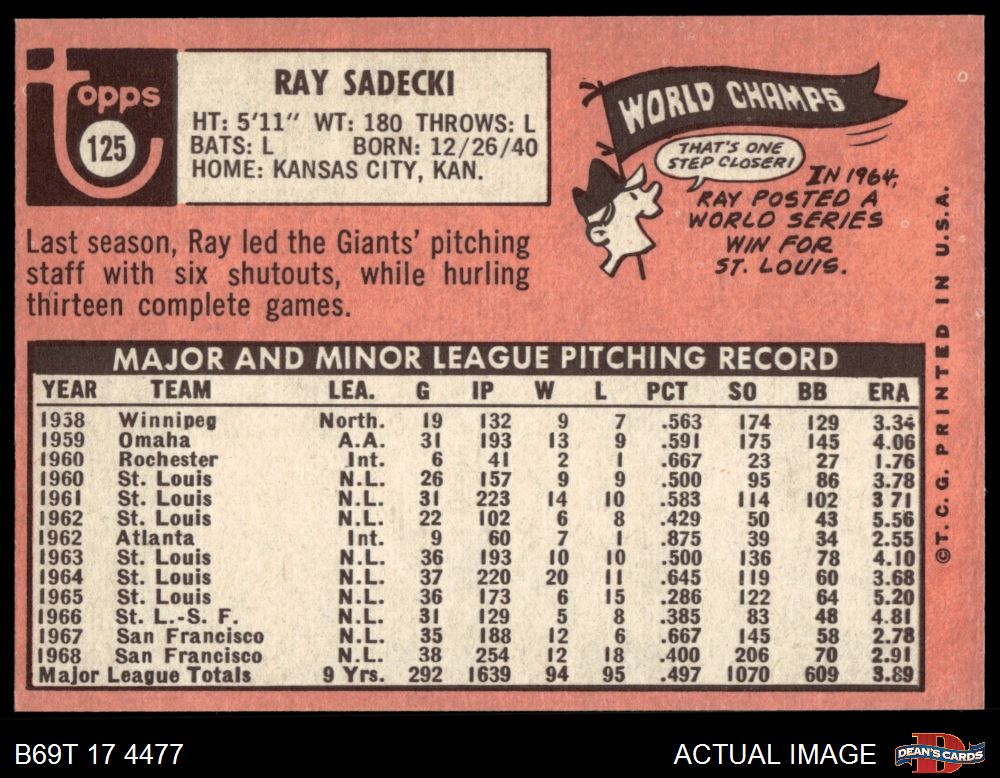 topps
125
RAY SADECKI
HT: 5'11" WT: 180 THROWS: L
BATS: L BORN: 12/26/40
HOME: KANSAS CITY, KAN.
WORLD CHAMPS
THAT'S ONE
STEP CLOSER!
IN 1964,
RAY POSTED A
WORLD SERIES
WIN FOR
ST. LOUIS.
Last season, Ray led the Giants' pitching
staff with six shutouts, while hurling
thirteen complete games.
MAJOR AND MINOR LEAGUE PITCHING RECORD
YEAR TEAM LEA. G IP W L PCT SO BB ERA
1958 Winnipeg North. 19 132 9 7 .563 174 129 3.34
1959 Omaha A.A. 31 193 13 9 .591 175 145 4.06
1960 Rochester Int. 6 41 2 1 .667 23 27 1.76
1960 St. Louis N.L. 26 157 9 9 .500 95 86 3.78
1961 St. Louis N.L. 31 223 14 10 .583 114 102 3.71
1962 St. Louis N.L. 22 102 6 8 .429 50 43 5.56
1962 Atlanta Int. 9 60 7 1 .875 39 34 2.55
1963 St. Louis N.L. 36 193 10 10 .500 136 78 4.10
1964 St. Louis N.L. 37 220 20 11 .645 119 60 3.68
1965 St. Louis N.L. 36 173 6 15 .286 122 64 5.20
1966 St. L.-S. F. N.L. 31 129 5 8 .385 83 48 4.81
1967 San Francisco N.L. 35 188 12 6 .667 145 58 2.78
1968 San Francisco N.L. 38 254 12 18 .400 206 70 2.91
Major League Totals 9 Yrs. 292 1639 94 95 .497 1070 609 3.89
©T. C. G. PRINTED IN U.S.A.
B69T 17 4477
ACTUAL IMAGE
DEAN'S CARDS